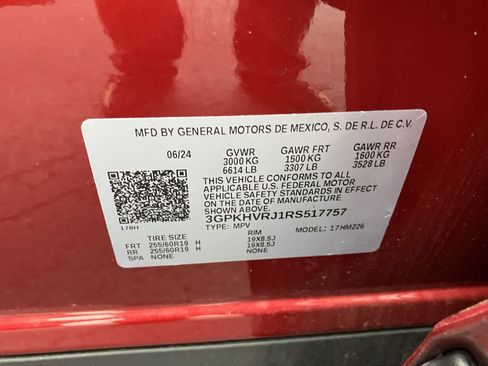 MFD BY GENERAL MOTORS DE MEXICO, S. DE R.L. DE C.V.
06/24 GVWR GAWR FRT GAWR RR
3000 KG 1500 KG 1600 KG
6614 LB 3307 LB 3528 LB
THIS VEHICLE CONFORMS TO ALL
APPLICABLE U.S. FEDERAL MOTOR
VEHICLE SAFETY STANDARDS IN EFFECT
ON THE DATE OF MANUFACTURE
SHOWN ABOVE.
3GPKHVRJ1RS517757
170H TYPE: MPV MODEL: 17HM226
TIRE SIZE RIM
FRT 255/60R19 H 19X8.5J
RR 255/60R19 H 19X8.5J
SPA NONE NONE